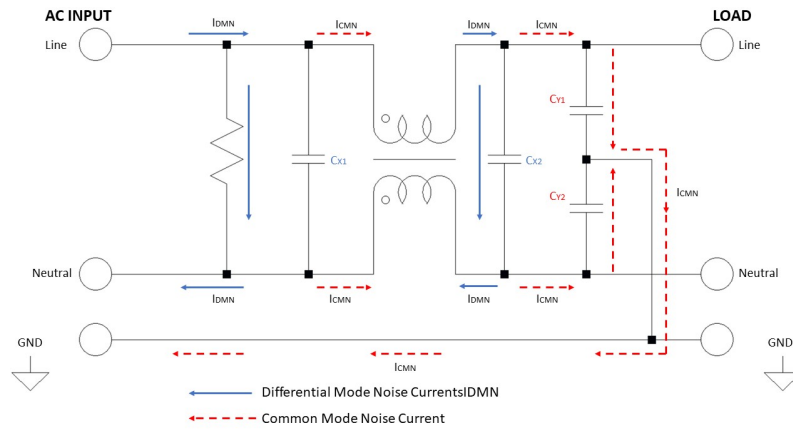 AC INPUT
LOAD
IDMN
ICMN
IDMN
ICMN
Line
Line
CY1
CX1
CX2
CY2
ICMN
Neutral
Neutral
IDMN
ICMN
IDMN
ICMN
GND
GND
ICMN
Differential Mode Noise CurrentsIDMN
Common Mode Noise Current